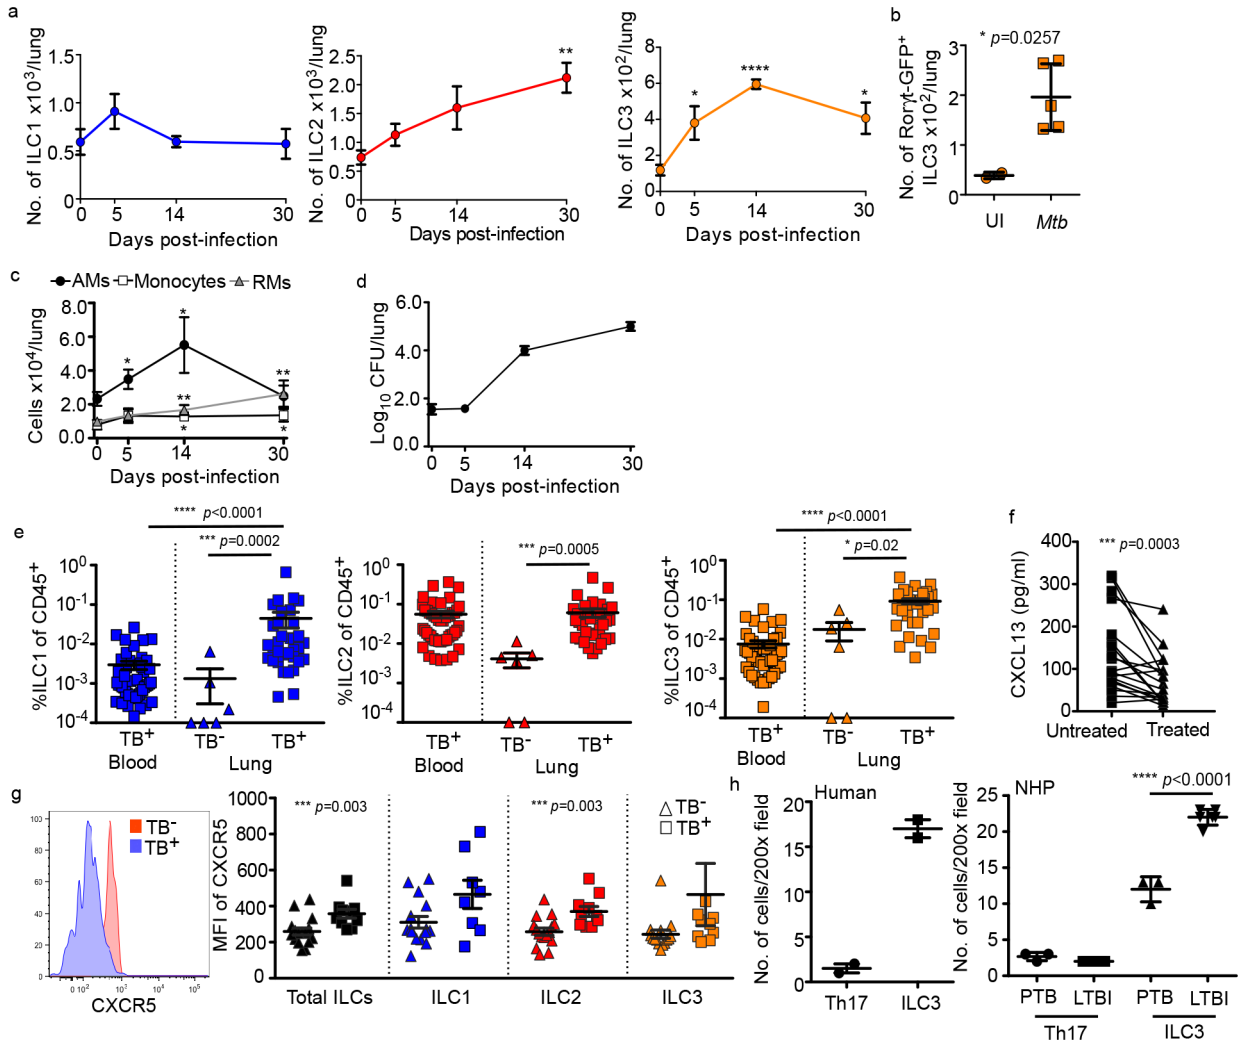 a
No. of ILC1 x10³/lung
1.5
1.0
0.5
0
0 5 14 30
Days post-infection
No. of ILC2 x10³/lung
2.5
2.0
1.5
1.0
0.5
0
**
0 5 14 30
Days post-infection
No. of ILC3 x10²/lung
8
6
4
2
0
* **** *
0 5 14 30
Days post-infection
b
No. of Rorγt-GFP⁺
ILC3 x10²/lung
* p=0.0257
3
2
1
0
UI Mtb
c
AMs Monocytes RMs
Cells x10⁴/lung
8.0
6.0
4.0
2.0
0.0
* * **
**
* *
0 5 14 30
Days post-infection
d
Log₁₀ CFU/lung
6.0
4.0
2.0
0.0
0 5 14 30
Days post-infection
e
**** p<0.0001
*** p=0.0002
%ILC1 of CD45⁺
10⁰
10⁻¹
10⁻²
10⁻³
10⁻⁴
TB⁺ TB⁻ TB⁺
Blood Lung
*** p=0.0005
%ILC2 of CD45⁺
10⁰
10⁻¹
10⁻²
10⁻³
10⁻⁴
TB⁺ TB⁻ TB⁺
Blood Lung
**** p<0.0001
* p=0.02
%ILC3 of CD45⁺
10⁰
10⁻¹
10⁻²
10⁻³
10⁻⁴
TB⁺ TB⁻ TB⁺
Blood Lung
f
CXCL13 (pg/ml)
*** p=0.0003
400
300
200
100
0
Untreated Treated
g
TB⁻
TB⁺
100
80
60
40
20
0
0 10² 10³ 10⁴ 10⁵
CXCR5
MFI of CXCR5
1000
800
600
400
200
0
*** p=0.003 *** p=0.003
TB⁻
TB⁺
Total ILCs ILC1 ILC2 ILC3
h
Human
No. of cells/200x field
20
15
10
5
0
Th17 ILC3
NHP
**** p<0.0001
No. of cells/200x field
25
20
15
10
5
0
PTB LTBI PTB LTBI
Th17 ILC3